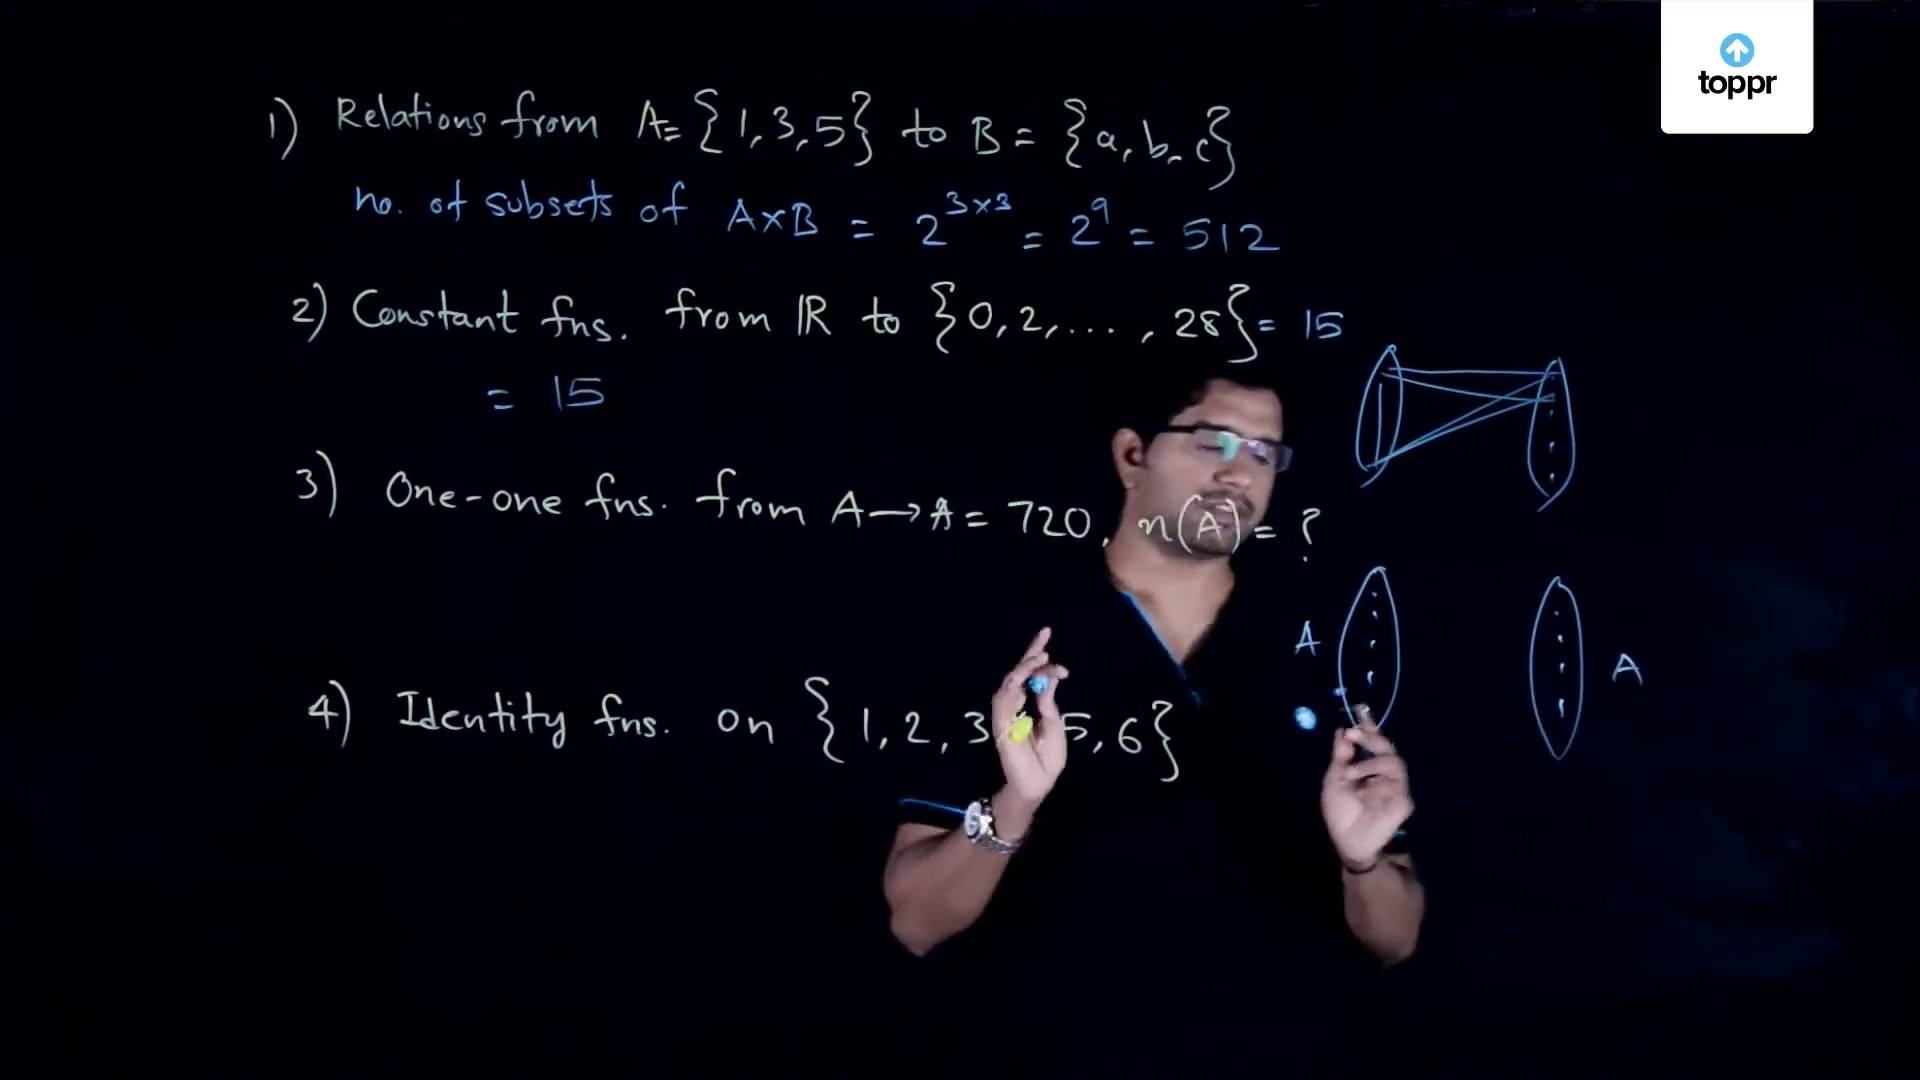 toppr
1) Relations from A= {1,3,5} to B = {a, b, c}
no. of subsets of A×B = 2^{3×3} = 2^9 = 512
2) Constant fns. from ℝ to {0,2,..., 28} = 15
= 15
3) One-one fns. from A→A = 720, n(A) = ?
A A
4) Identity fns. on {1,2,3, 5,6}